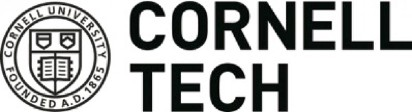 CORNELL UNIVERSITY
FOUNDED A.D. 1865
CORNELL
TECH